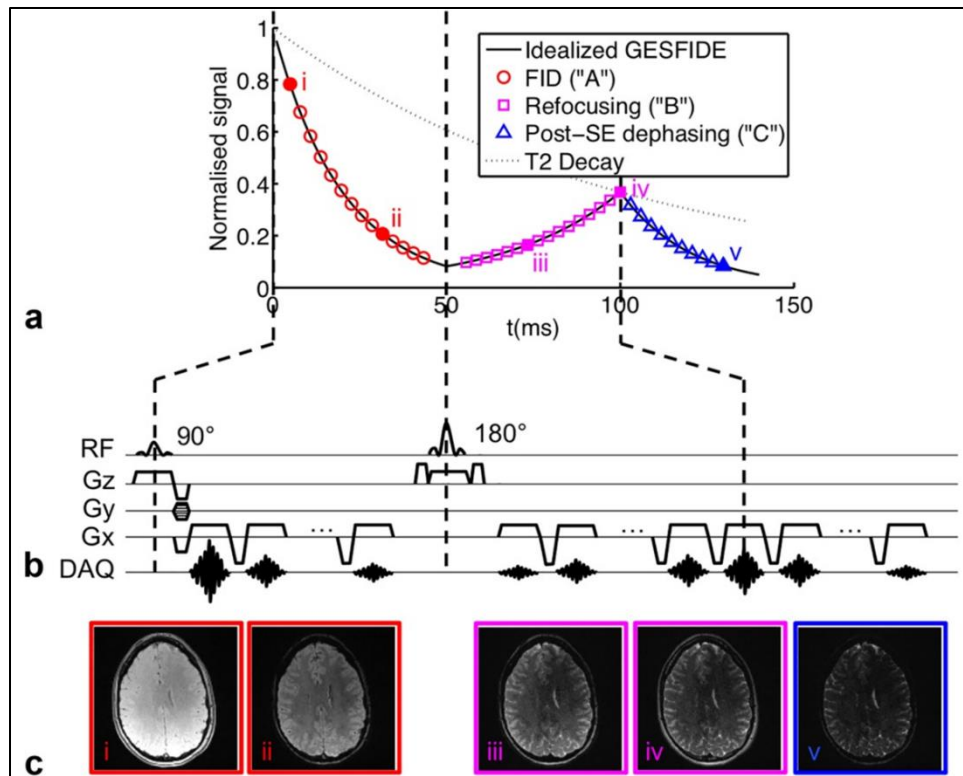 1
0.8
0.6
0.4
0.2
0
Normalised signal
i
ii
iii
iv
v
Idealized GESFIDE
FID ("A")
Refocusing ("B")
Post-SE dephasing ("C")
T2 Decay
0
50
100
150
t(ms)
a
90°
180°
RF
Gz
Gy
Gx
...
...
...
DAQ
b
i
ii
iii
iv
v
c